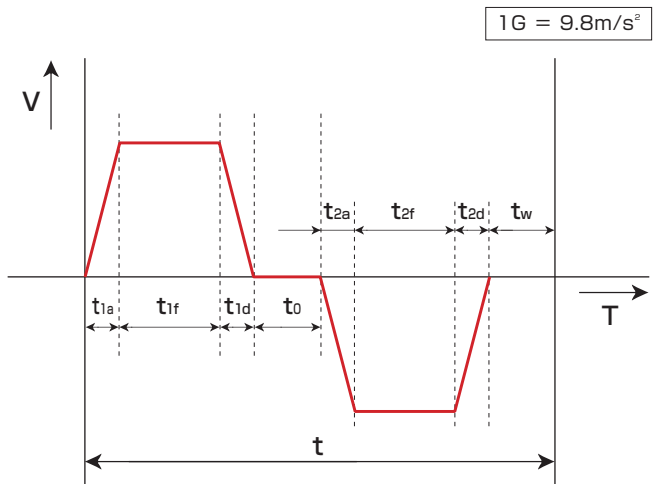 1G = 9.8m/s²
V
t2a t2f t2d tw
t1a t1f t1d t0
T
t